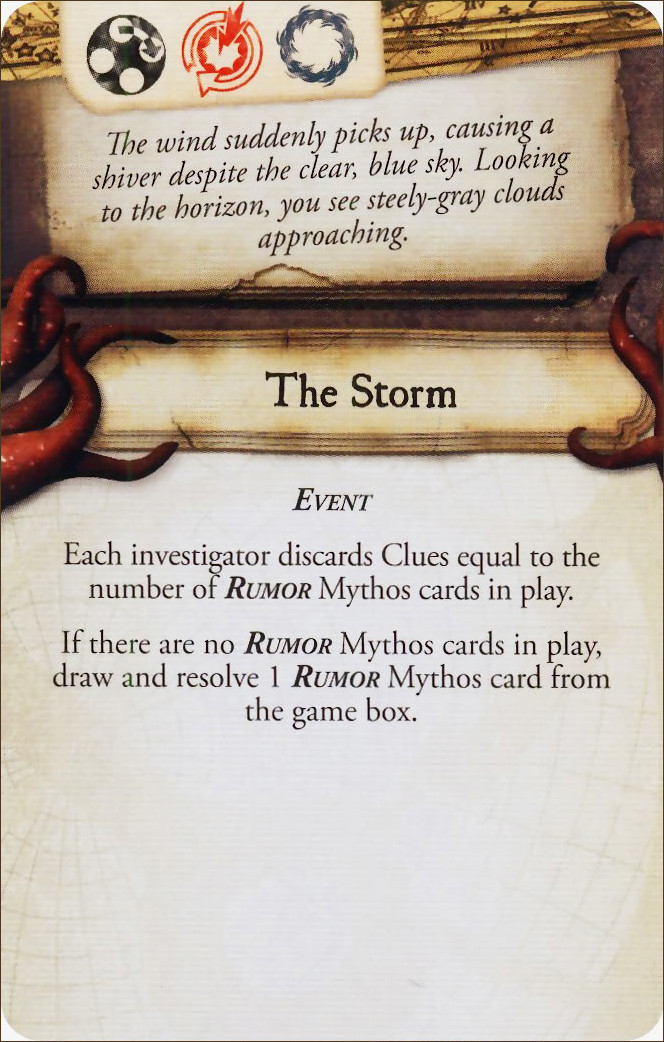 The wind suddenly picks up, causing a
shiver despite the clear, blue sky. Looking
to the horizon, you see steely-gray clouds
approaching.
The Storm
Event
Each investigator discards Clues equal to the
number of Rumor Mythos cards in play.
If there are no Rumor Mythos cards in play,
draw and resolve 1 Rumor Mythos card from
the game box.